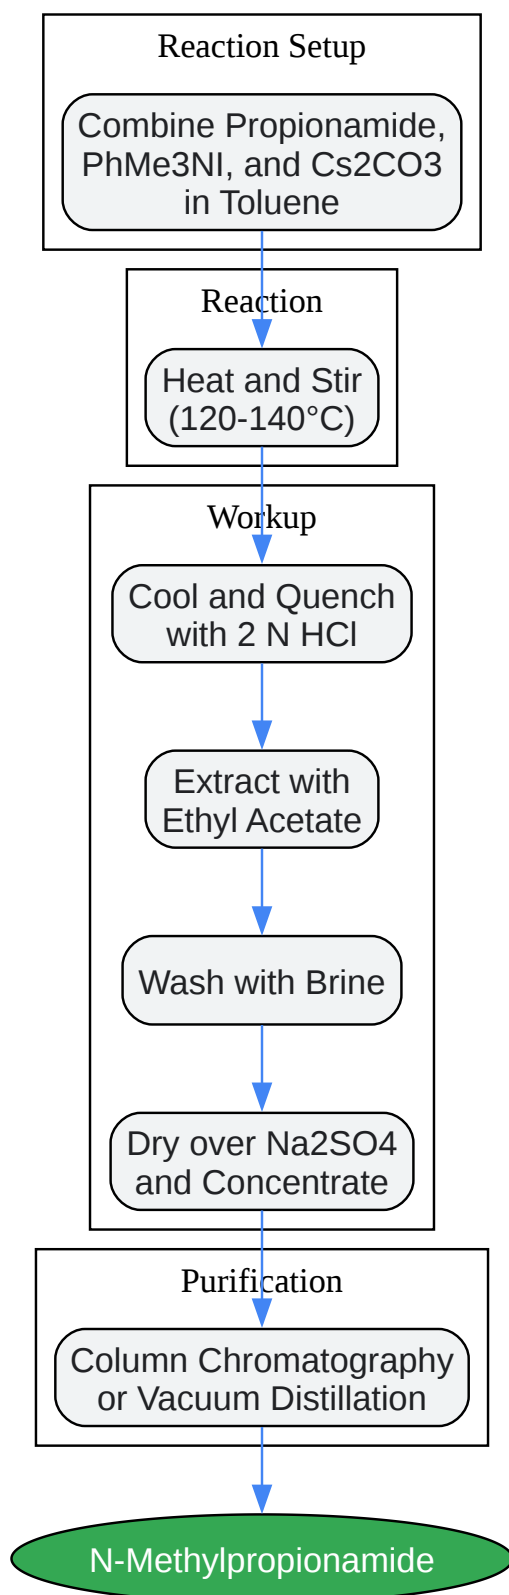 Reaction Setup
Combine Propionamide,
PhMe3NI, and Cs2CO3
in Toluene
Reaction
Heat and Stir
(120-140°C)
Workup
Cool and Quench
with 2 N HCl
Extract with
Ethyl Acetate
Wash with Brine
Dry over Na2SO4
and Concentrate
Purification
Column Chromatography
or Vacuum Distillation
N-Methylpropionamide